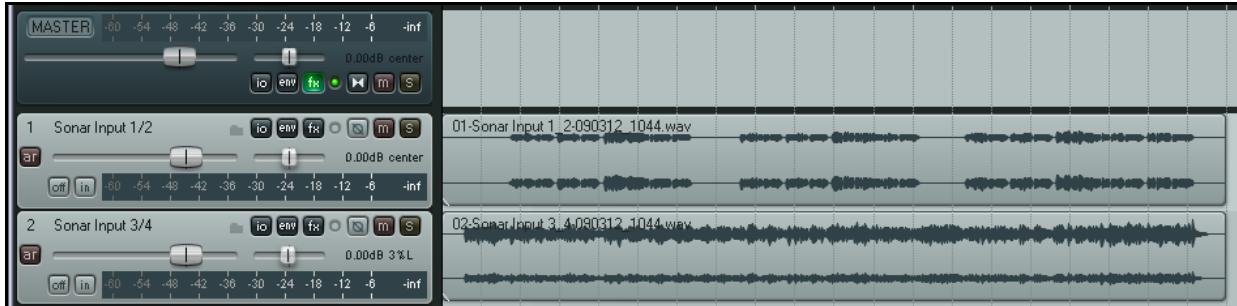 MASTER -60 -54 -48 -42 -36 -30 -24 -18 -12 -6 -inf
0.00dB center
io env fx m S
1 Sonar Input 1/2 io env fx m S
01-Sonar Input 1_2-090312_1044.wav
ar 0.00dB center
off in -60 -54 -48 -42 -36 -30 -24 -18 -12 -6 -inf
2 Sonar Input 3/4 io env fx m S
02-Sonar Input 3_4-090312_1044.wav
ar 0.00dB 3%L
off in -60 -54 -48 -42 -36 -30 -24 -18 -12 -6 -inf